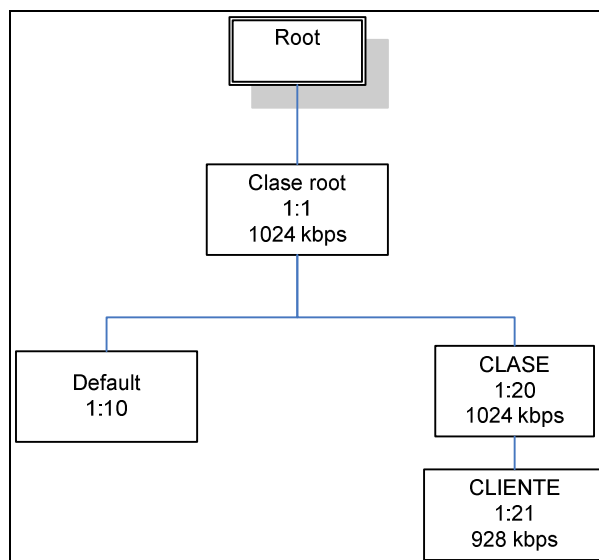 Root
Clase root
1:1
1024 kbps
Default
1:10
CLASE
1:20
1024 kbps
CLIENTE
1:21
928 kbps